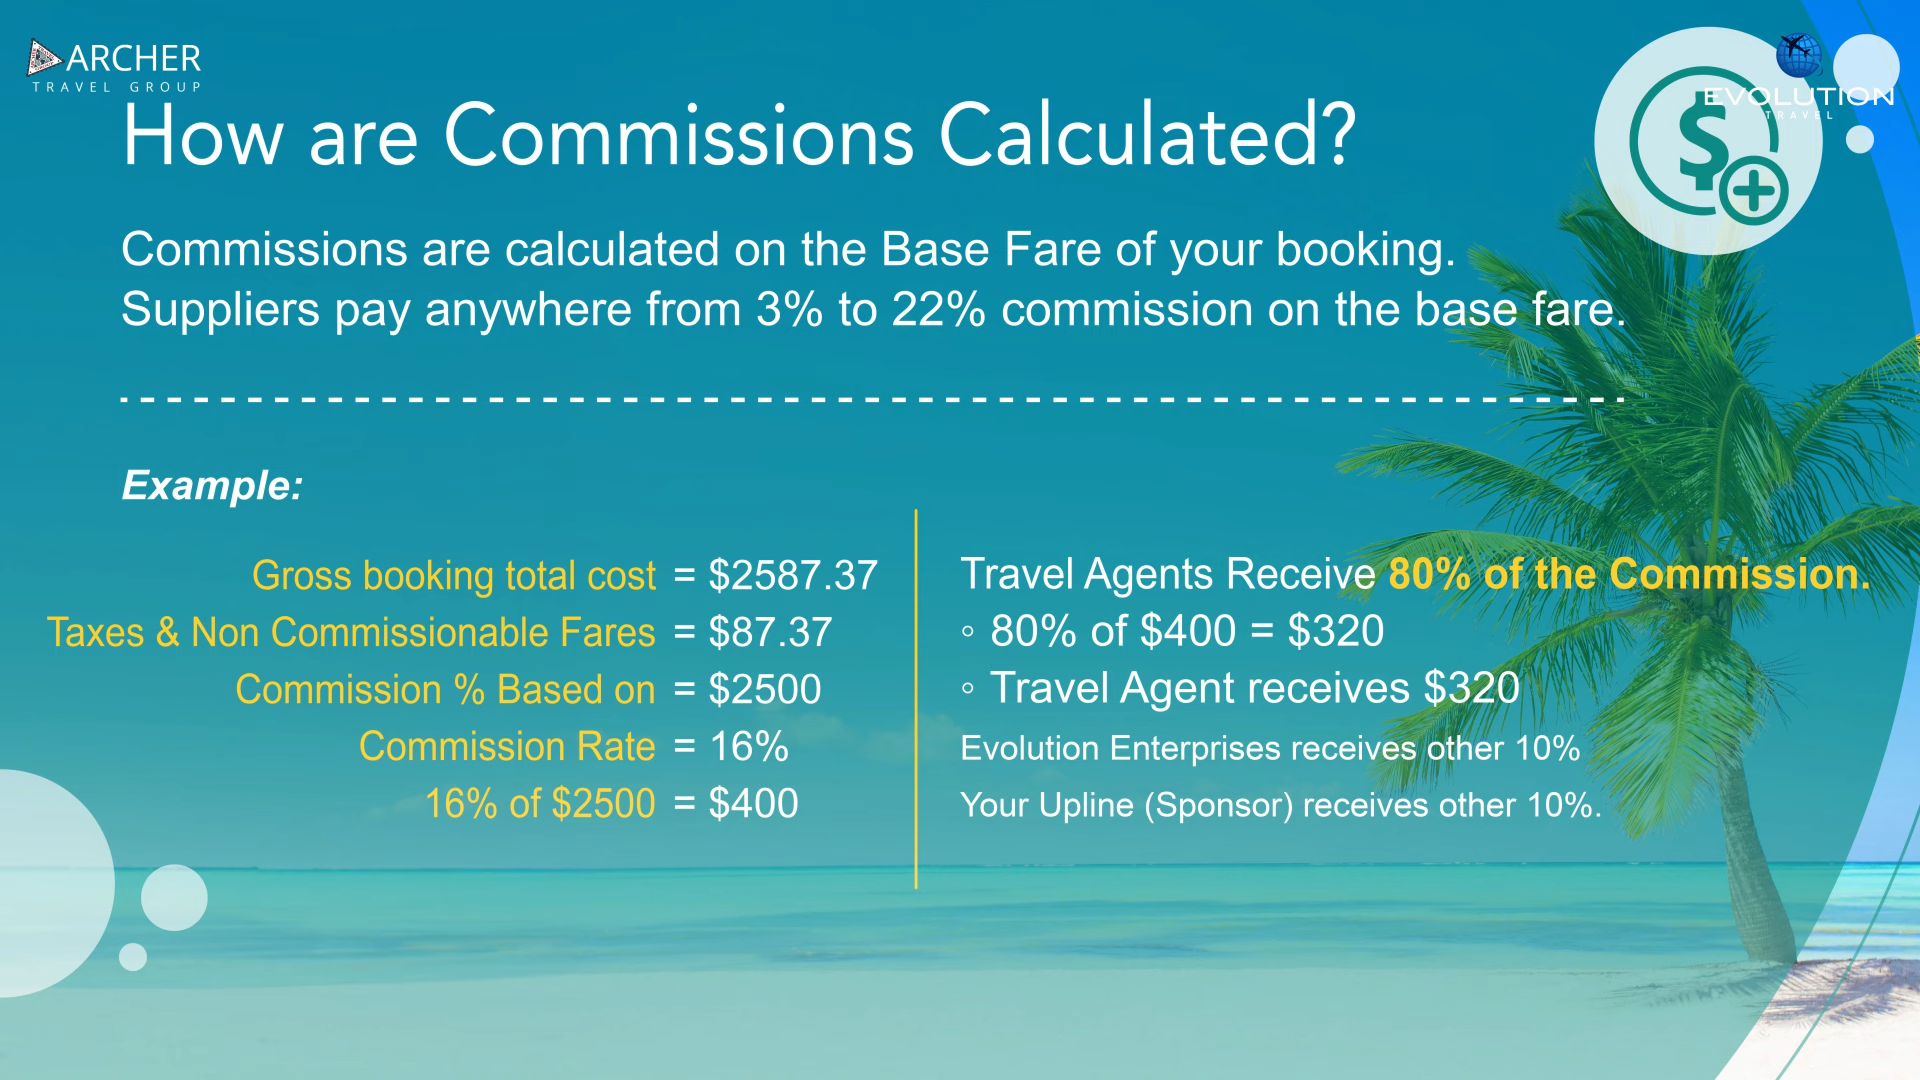 ARCHER
TRAVEL GROUP
EVOLUTION
TRAVEL
How are Commissions Calculated?
Commissions are calculated on the Base Fare of your booking.
Suppliers pay anywhere from 3% to 22% commission on the base fare.
Example:
Gross booking total cost = $2587.37
Taxes & Non Commissionable Fares = $87.37
Commission % Based on = $2500
Commission Rate = 16%
16% of $2500 = $400
Travel Agents Receive 80% of the Commission.
◦ 80% of $400 = $320
◦ Travel Agent receives $320
Evolution Enterprises receives other 10%
Your Upline (Sponsor) receives other 10%.